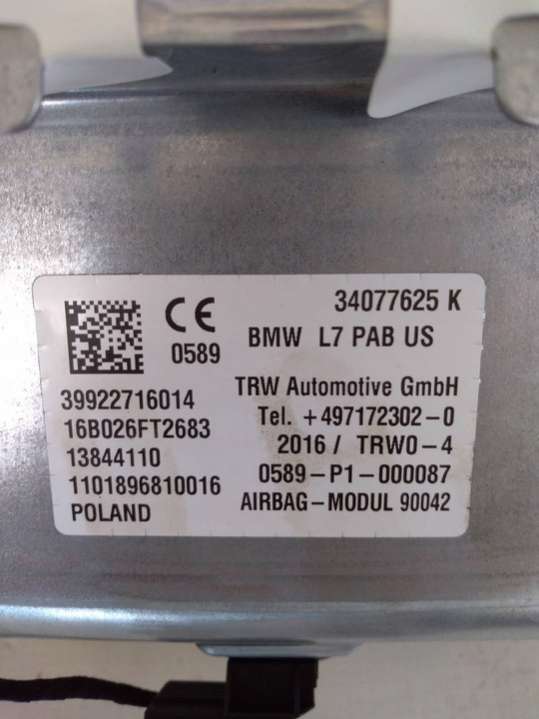 34077625 K
CE
0589
BMW L7 PAB US
39922716014
TRW Automotive GmbH
16B026FT2683
Tel. +497172302-0
13844110
2016/ TRW0-4
1101896810016
0589-P1-000087
POLAND
AIRBAG-MODUL 90042